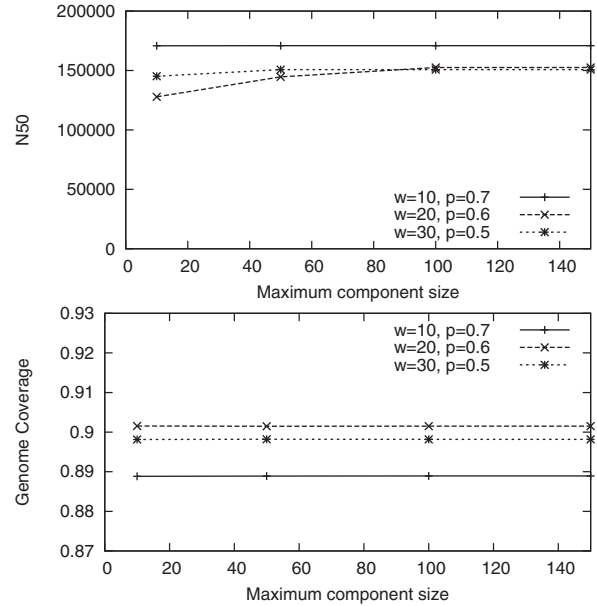 200000
150000
100000
50000
0
N50
w=10, p=0.7
w=20, p=0.6
w=30, p=0.5
0 20 40 60 80 100 120 140
Maximum component size
0.93
0.92
0.91
0.9
0.89
0.88
0.87
Genome Coverage
w=10, p=0.7
w=20, p=0.6
w=30, p=0.5
0 20 40 60 80 100 120 140
Maximum component size